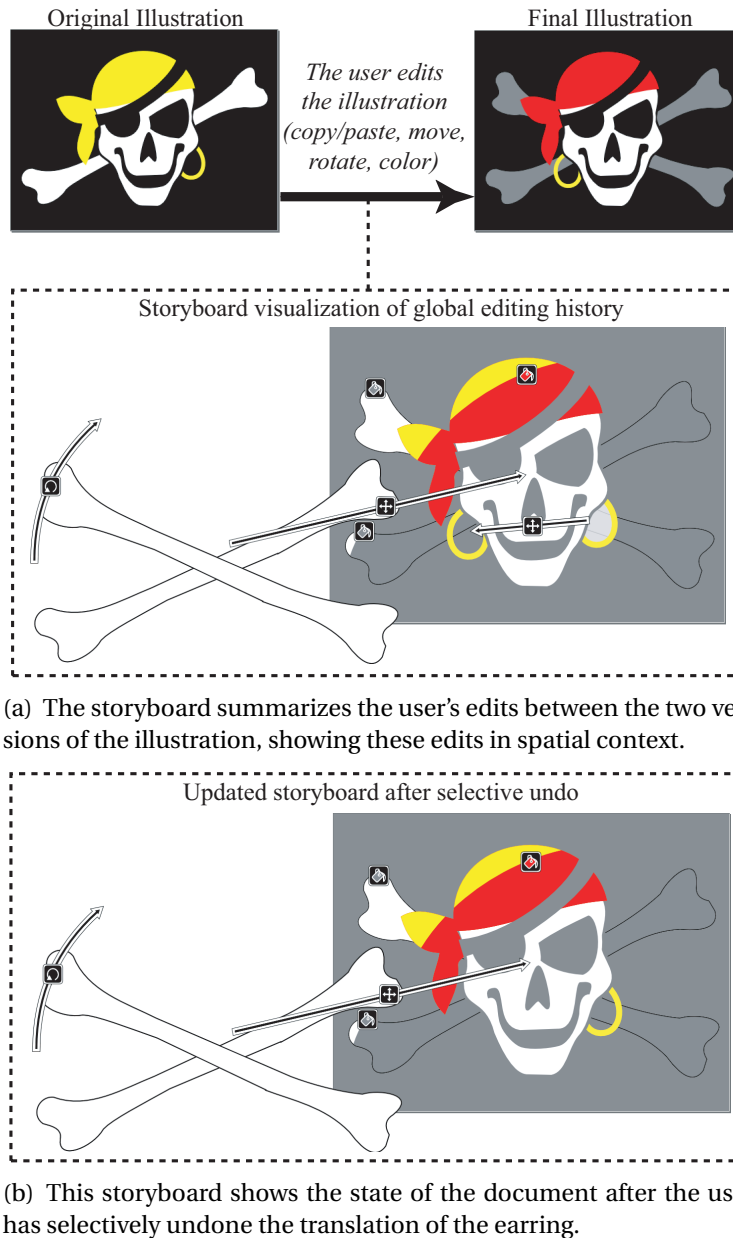 Original Illustration
Final Illustration
The user edits
the illustration
(copy/paste, move,
rotate, color)
Storyboard visualization of global editing history
(a) The storyboard summarizes the user's edits between the two ve
sions of the illustration, showing these edits in spatial context.
Updated storyboard after selective undo
(b) This storyboard shows the state of the document after the us
has selectively undone the translation of the earring.